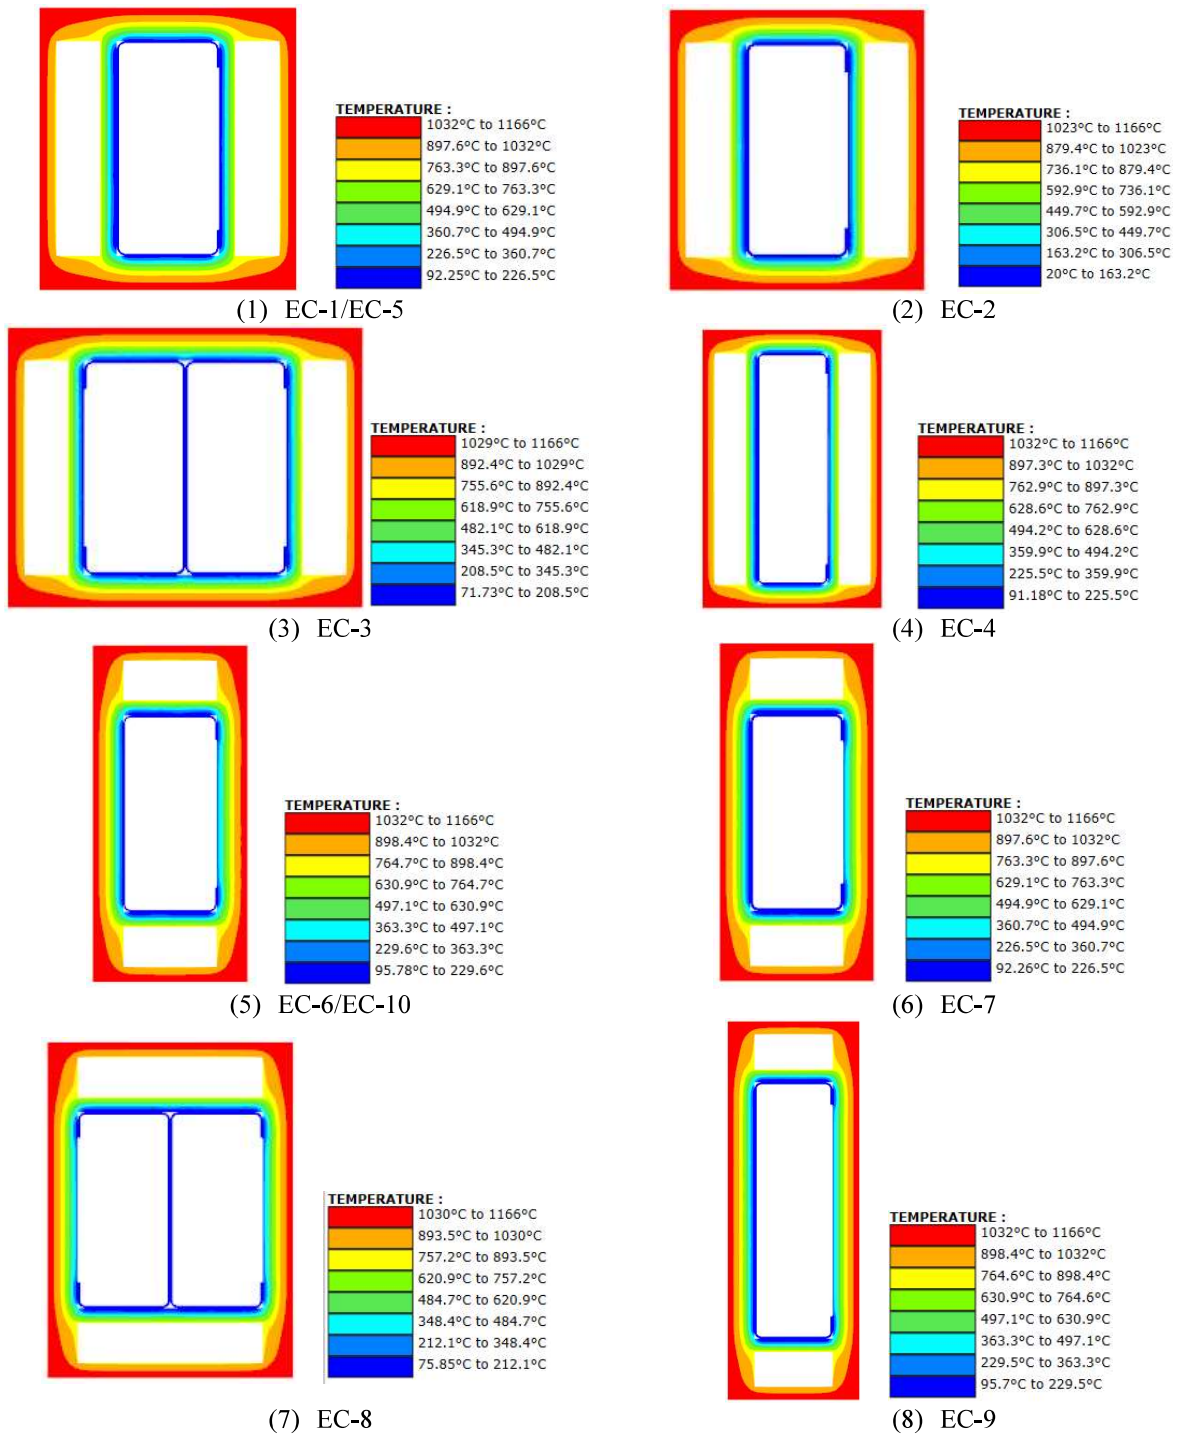 TEMPERATURE :
1032°C to 1166°C
897.6°C to 1032°C
763.3°C to 897.6°C
629.1°C to 763.3°C
494.9°C to 629.1°C
360.7°C to 494.9°C
226.5°C to 360.7°C
92.25°C to 226.5°C
(1) EC-1/EC-5
TEMPERATURE :
1023°C to 1166°C
879.4°C to 1023°C
736.1°C to 879.4°C
592.9°C to 736.1°C
449.7°C to 592.9°C
306.5°C to 449.7°C
163.2°C to 306.5°C
20°C to 163.2°C
(2) EC-2
TEMPERATURE :
1029°C to 1166°C
892.4°C to 1029°C
755.6°C to 892.4°C
618.9°C to 755.6°C
482.1°C to 618.9°C
345.3°C to 482.1°C
208.5°C to 345.3°C
71.73°C to 208.5°C
(3) EC-3
TEMPERATURE :
1032°C to 1166°C
897.3°C to 1032°C
762.9°C to 897.3°C
628.6°C to 762.9°C
494.2°C to 628.6°C
359.9°C to 494.2°C
225.5°C to 359.9°C
91.18°C to 225.5°C
(4) EC-4
TEMPERATURE :
1032°C to 1166°C
898.4°C to 1032°C
764.7°C to 898.4°C
630.9°C to 764.7°C
497.1°C to 630.9°C
363.3°C to 497.1°C
229.6°C to 363.3°C
95.78°C to 229.6°C
(5) EC-6/EC-10
TEMPERATURE :
1032°C to 1166°C
897.6°C to 1032°C
763.3°C to 897.6°C
629.1°C to 763.3°C
494.9°C to 629.1°C
360.7°C to 494.9°C
226.5°C to 360.7°C
92.26°C to 226.5°C
(6) EC-7
TEMPERATURE :
1030°C to 1166°C
893.5°C to 1030°C
757.2°C to 893.5°C
620.9°C to 757.2°C
484.7°C to 620.9°C
348.4°C to 484.7°C
212.1°C to 348.4°C
75.85°C to 212.1°C
(7) EC-8
TEMPERATURE :
1032°C to 1166°C
898.4°C to 1032°C
764.6°C to 898.4°C
630.9°C to 764.6°C
497.1°C to 630.9°C
363.3°C to 497.1°C
229.5°C to 363.3°C
95.7°C to 229.5°C
(8) EC-9